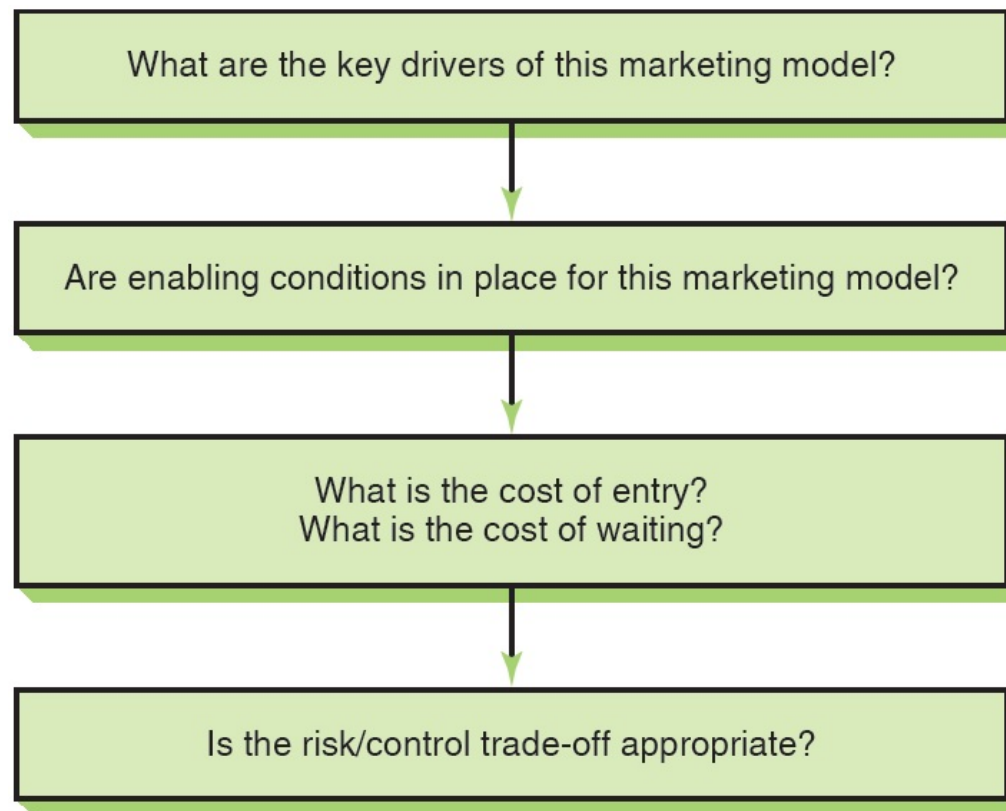 What are the key drivers of this marketing model?
Are enabling conditions in place for this marketing model?
What is the cost of entry?
What is the cost of waiting?
Is the risk/control trade-off appropriate?